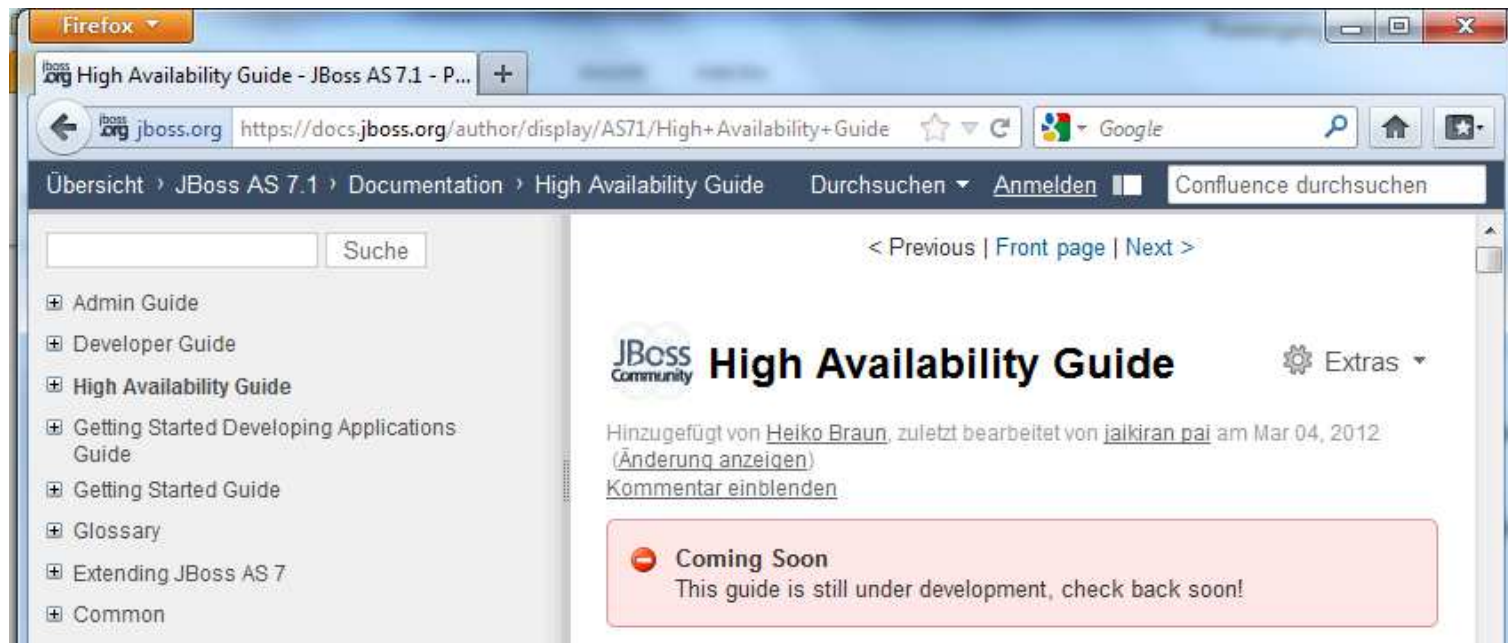 Firefox
jboss.org High Availability Guide - JBoss AS 7.1 - P...
jboss.org jboss.org https://docs.jboss.org/author/display/AS71/High+Availability+Guide Google
Übersicht › JBoss AS 7.1 › Documentation › High Availability Guide Durchsuchen Anmelden Confluence durchsuchen
Suche
Admin Guide
Developer Guide
High Availability Guide
Getting Started Developing Applications
Guide
Getting Started Guide
Glossary
Extending JBoss AS 7
Common
< Previous | Front page | Next >
JBoss Community High Availability Guide Extras
Hinzugefügt von Heiko Braun, zuletzt bearbeitet von jaikiran pai am Mar 04, 2012
(Änderung anzeigen)
Kommentar einblenden
Coming Soon
This guide is still under development, check back soon!